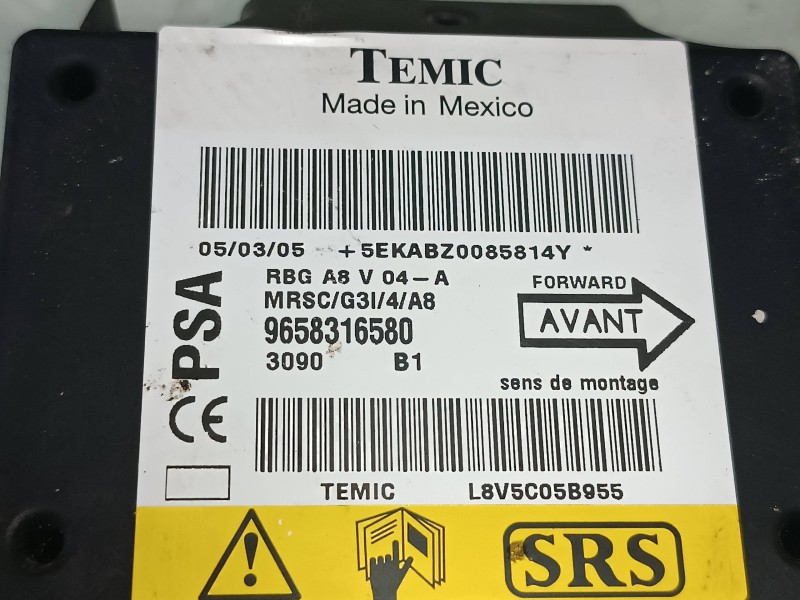 TEMIC
Made in Mexico
05/03/05 +5EKABZ0085814Y *
PSA
RBG A8 V 04-A
MRSC/G3I/4/A8
9658316580
3090 B1
FORWARD
AVANT
sens de montage
CE
TEMIC L8V5C05B955
SRS